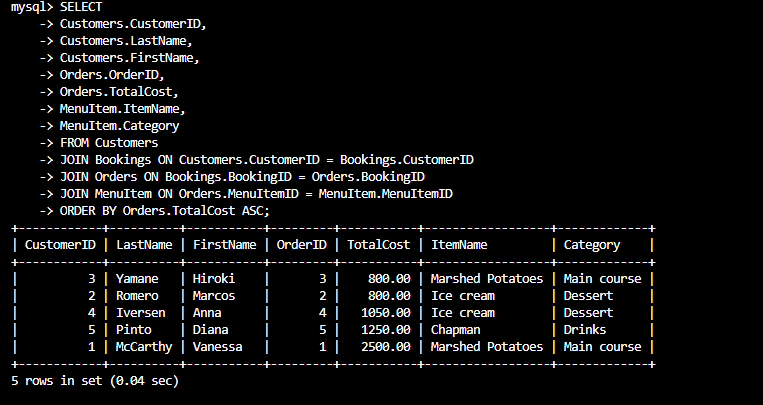 mysql> SELECT
    -> Customers.CustomerID,
    -> Customers.LastName,
    -> Customers.FirstName,
    -> Orders.OrderID,
    -> Orders.TotalCost,
    -> MenuItem.ItemName,
    -> MenuItem.Category
    -> FROM Customers
    -> JOIN Bookings ON Customers.CustomerID = Bookings.CustomerID
    -> JOIN Orders ON Bookings.BookingID = Orders.BookingID
    -> JOIN MenuItem ON Orders.MenuItemID = MenuItem.MenuItemID
    -> ORDER BY Orders.TotalCost ASC;
+------------+----------+-----------+---------+-----------+------------------+-------------+
| CustomerID | LastName | FirstName | OrderID | TotalCost | ItemName         | Category    |
+------------+----------+-----------+---------+-----------+------------------+-------------+
|          3 | Yamane   | Hiroki    |       3 |    800.00 | Marshed Potatoes | Main course |
|          2 | Romero   | Marcos    |       2 |    800.00 | Ice cream        | Dessert     |
|          4 | Iversen  | Anna      |       4 |   1050.00 | Ice cream        | Dessert     |
|          5 | Pinto    | Diana     |       5 |   1250.00 | Chapman          | Drinks      |
|          1 | McCarthy | Vanessa   |       1 |   2500.00 | Marshed Potatoes | Main course |
+------------+----------+-----------+---------+-----------+------------------+-------------+
5 rows in set (0.04 sec)